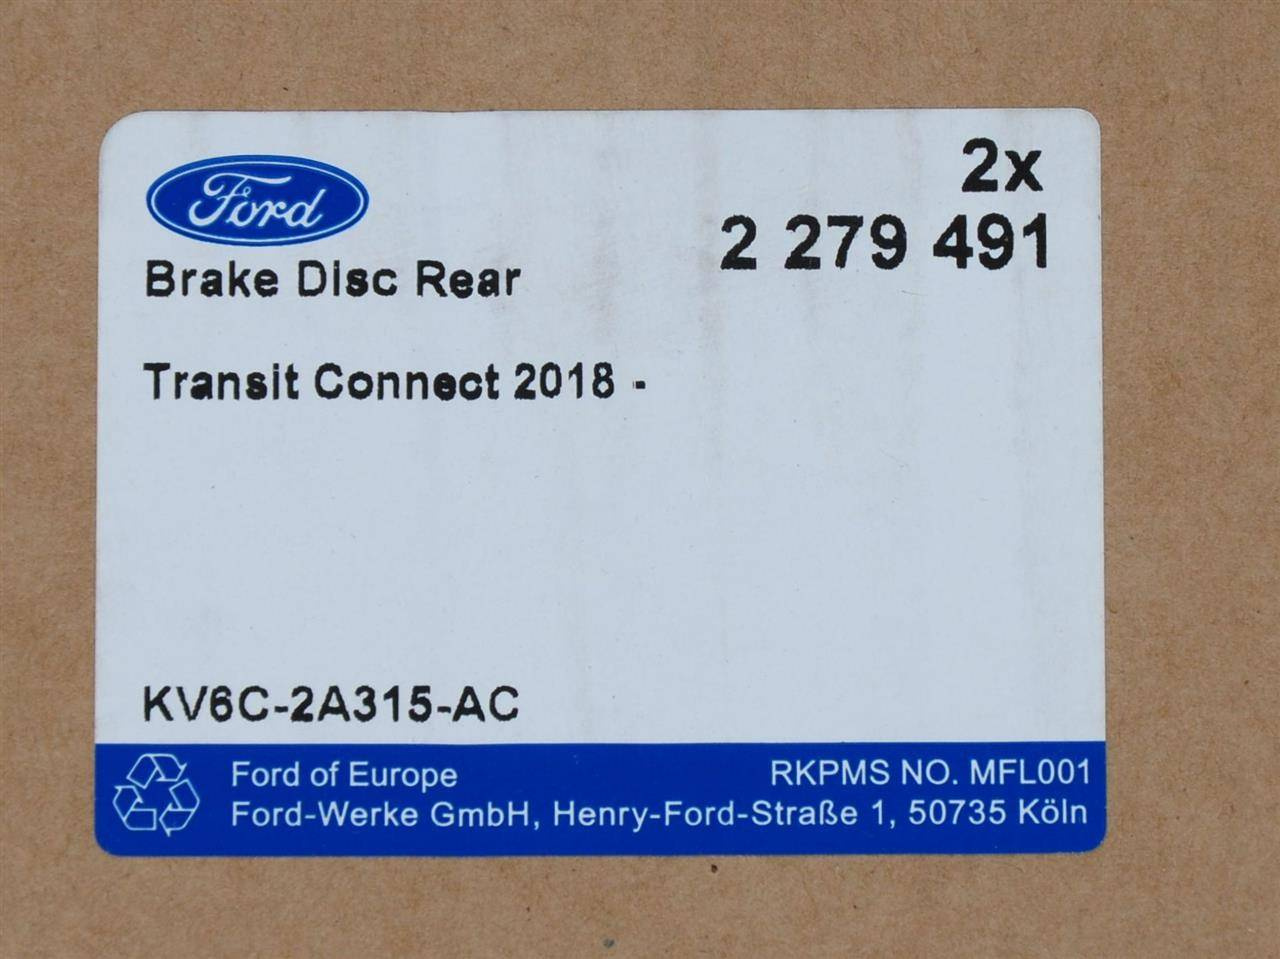 Ford
2x
2 279 491
Brake Disc Rear
Transit Connect 2018 -
KV6C-2A315-AC
Ford of Europe
RKPMS NO. MFL001
Ford-Werke GmbH, Henry-Ford-Straße 1, 50735 Köln